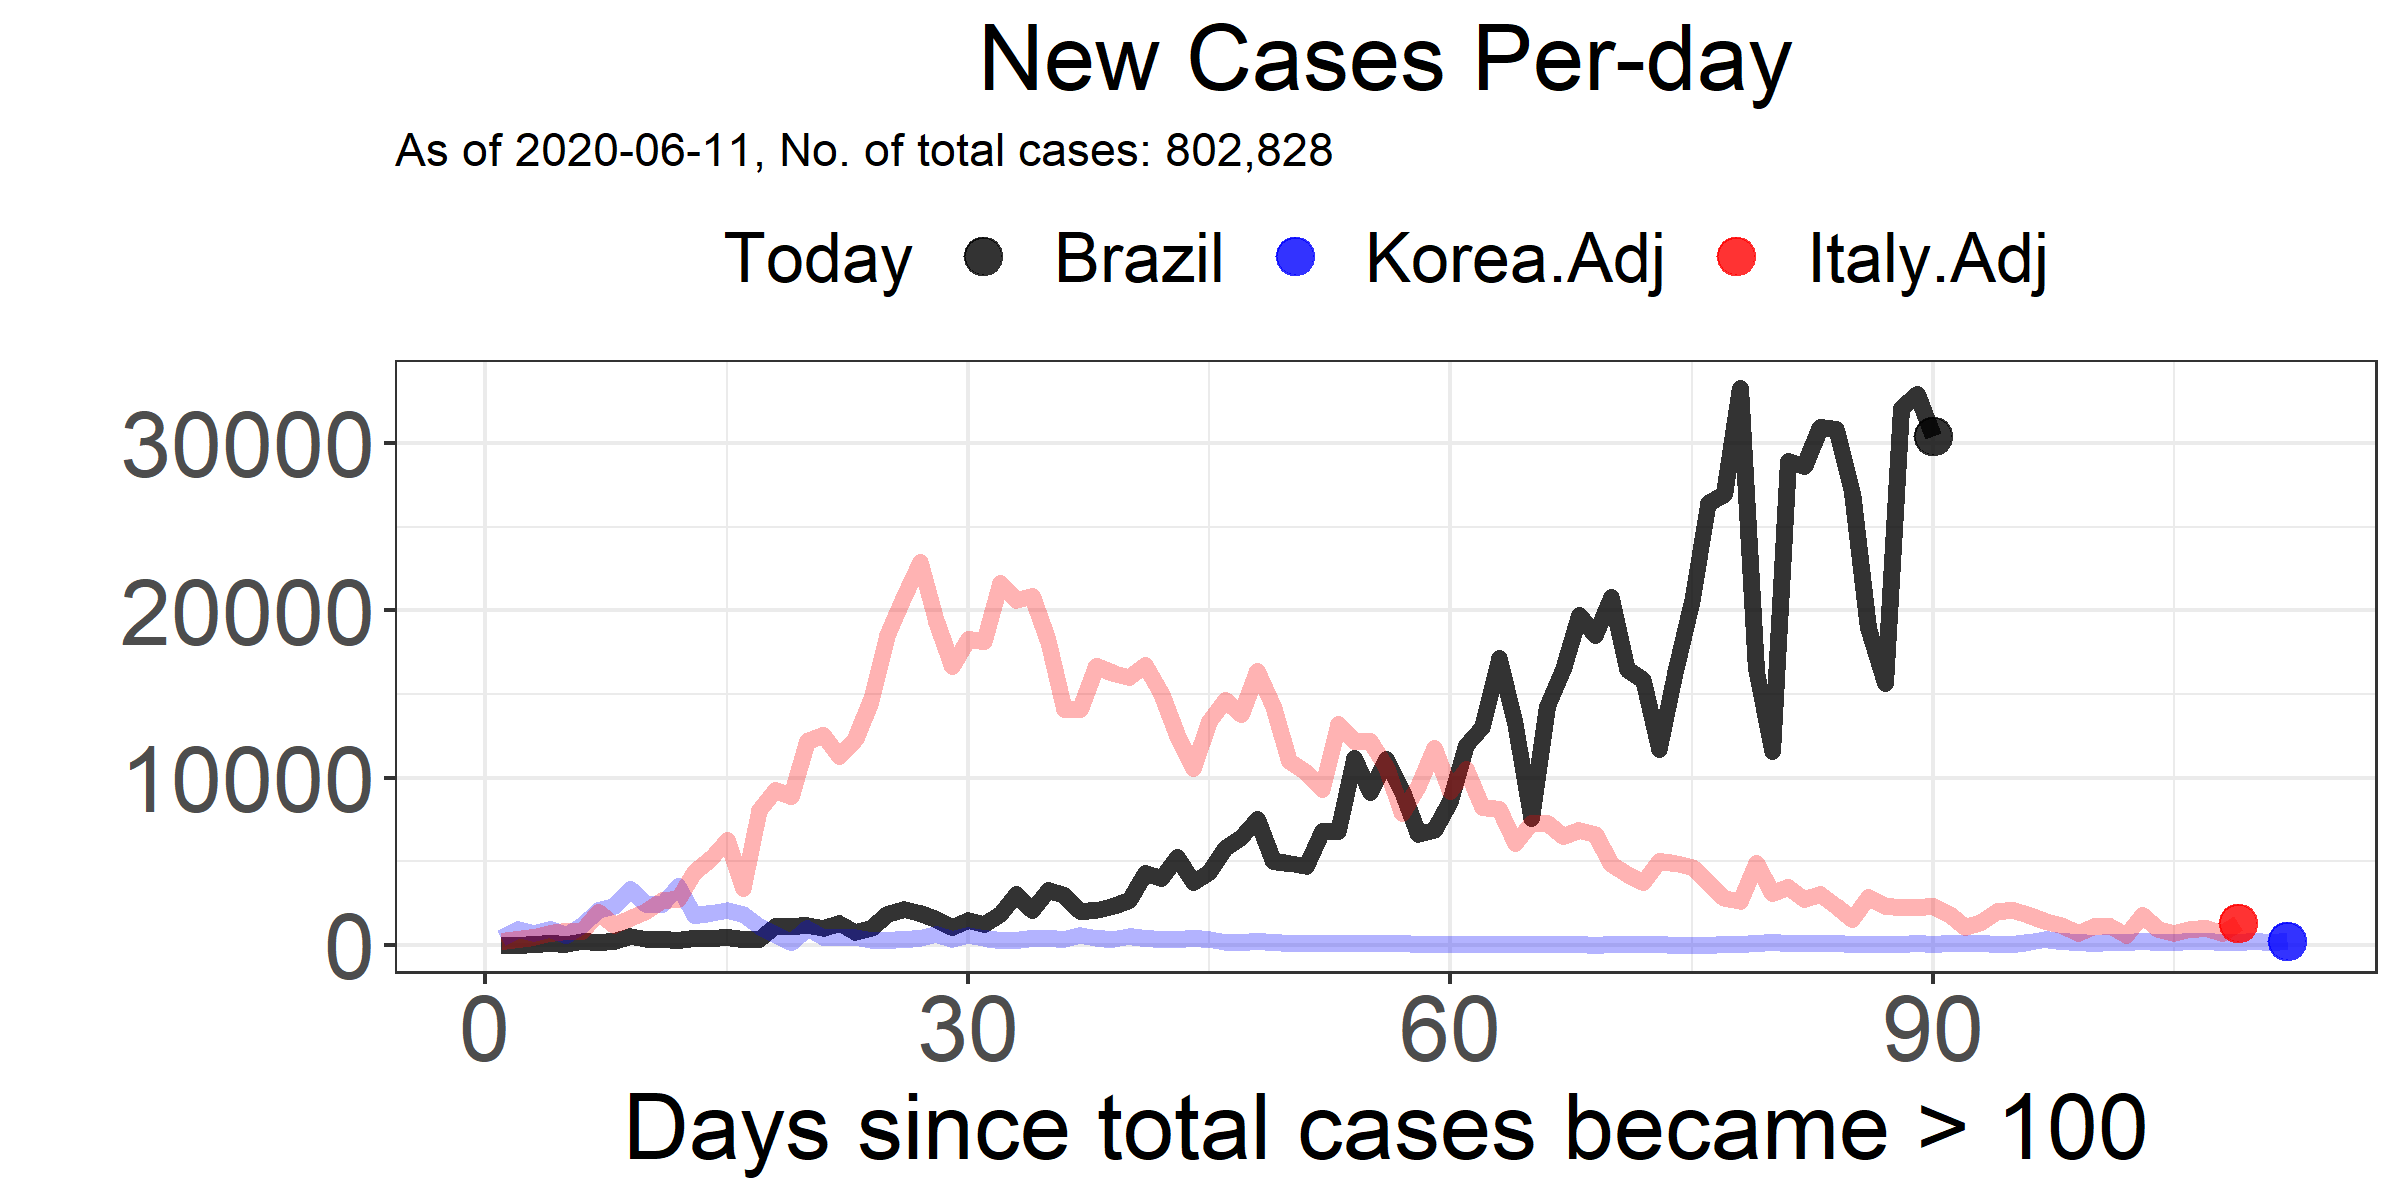 New Cases Per-day
As of 2020-06-11, No. of total cases: 802,828
Today Brazil Korea.Adj Italy.Adj
30000
20000
10000
0
0 30 60 90
Days since total cases became > 100